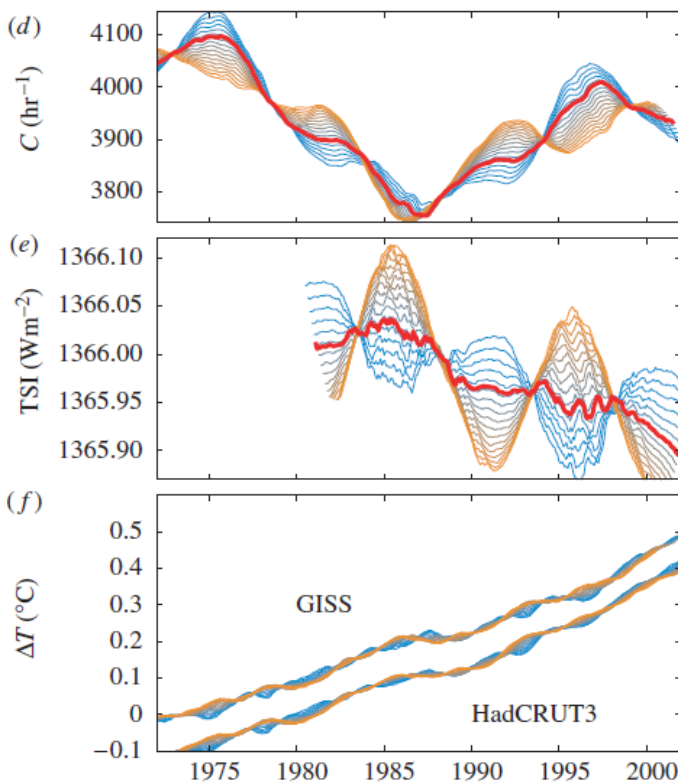 (d)
4100
4000
3900
3800
C (hr⁻¹)
(e)
1366.10
1366.05
1366.00
1365.95
1365.90
TSI (Wm⁻²)
(f)
0.5
0.4
0.3
0.2
0.1
0
−0.1
ΔT (°C)
GISS
HadCRUT3
1975 1980 1985 1990 1995 2000